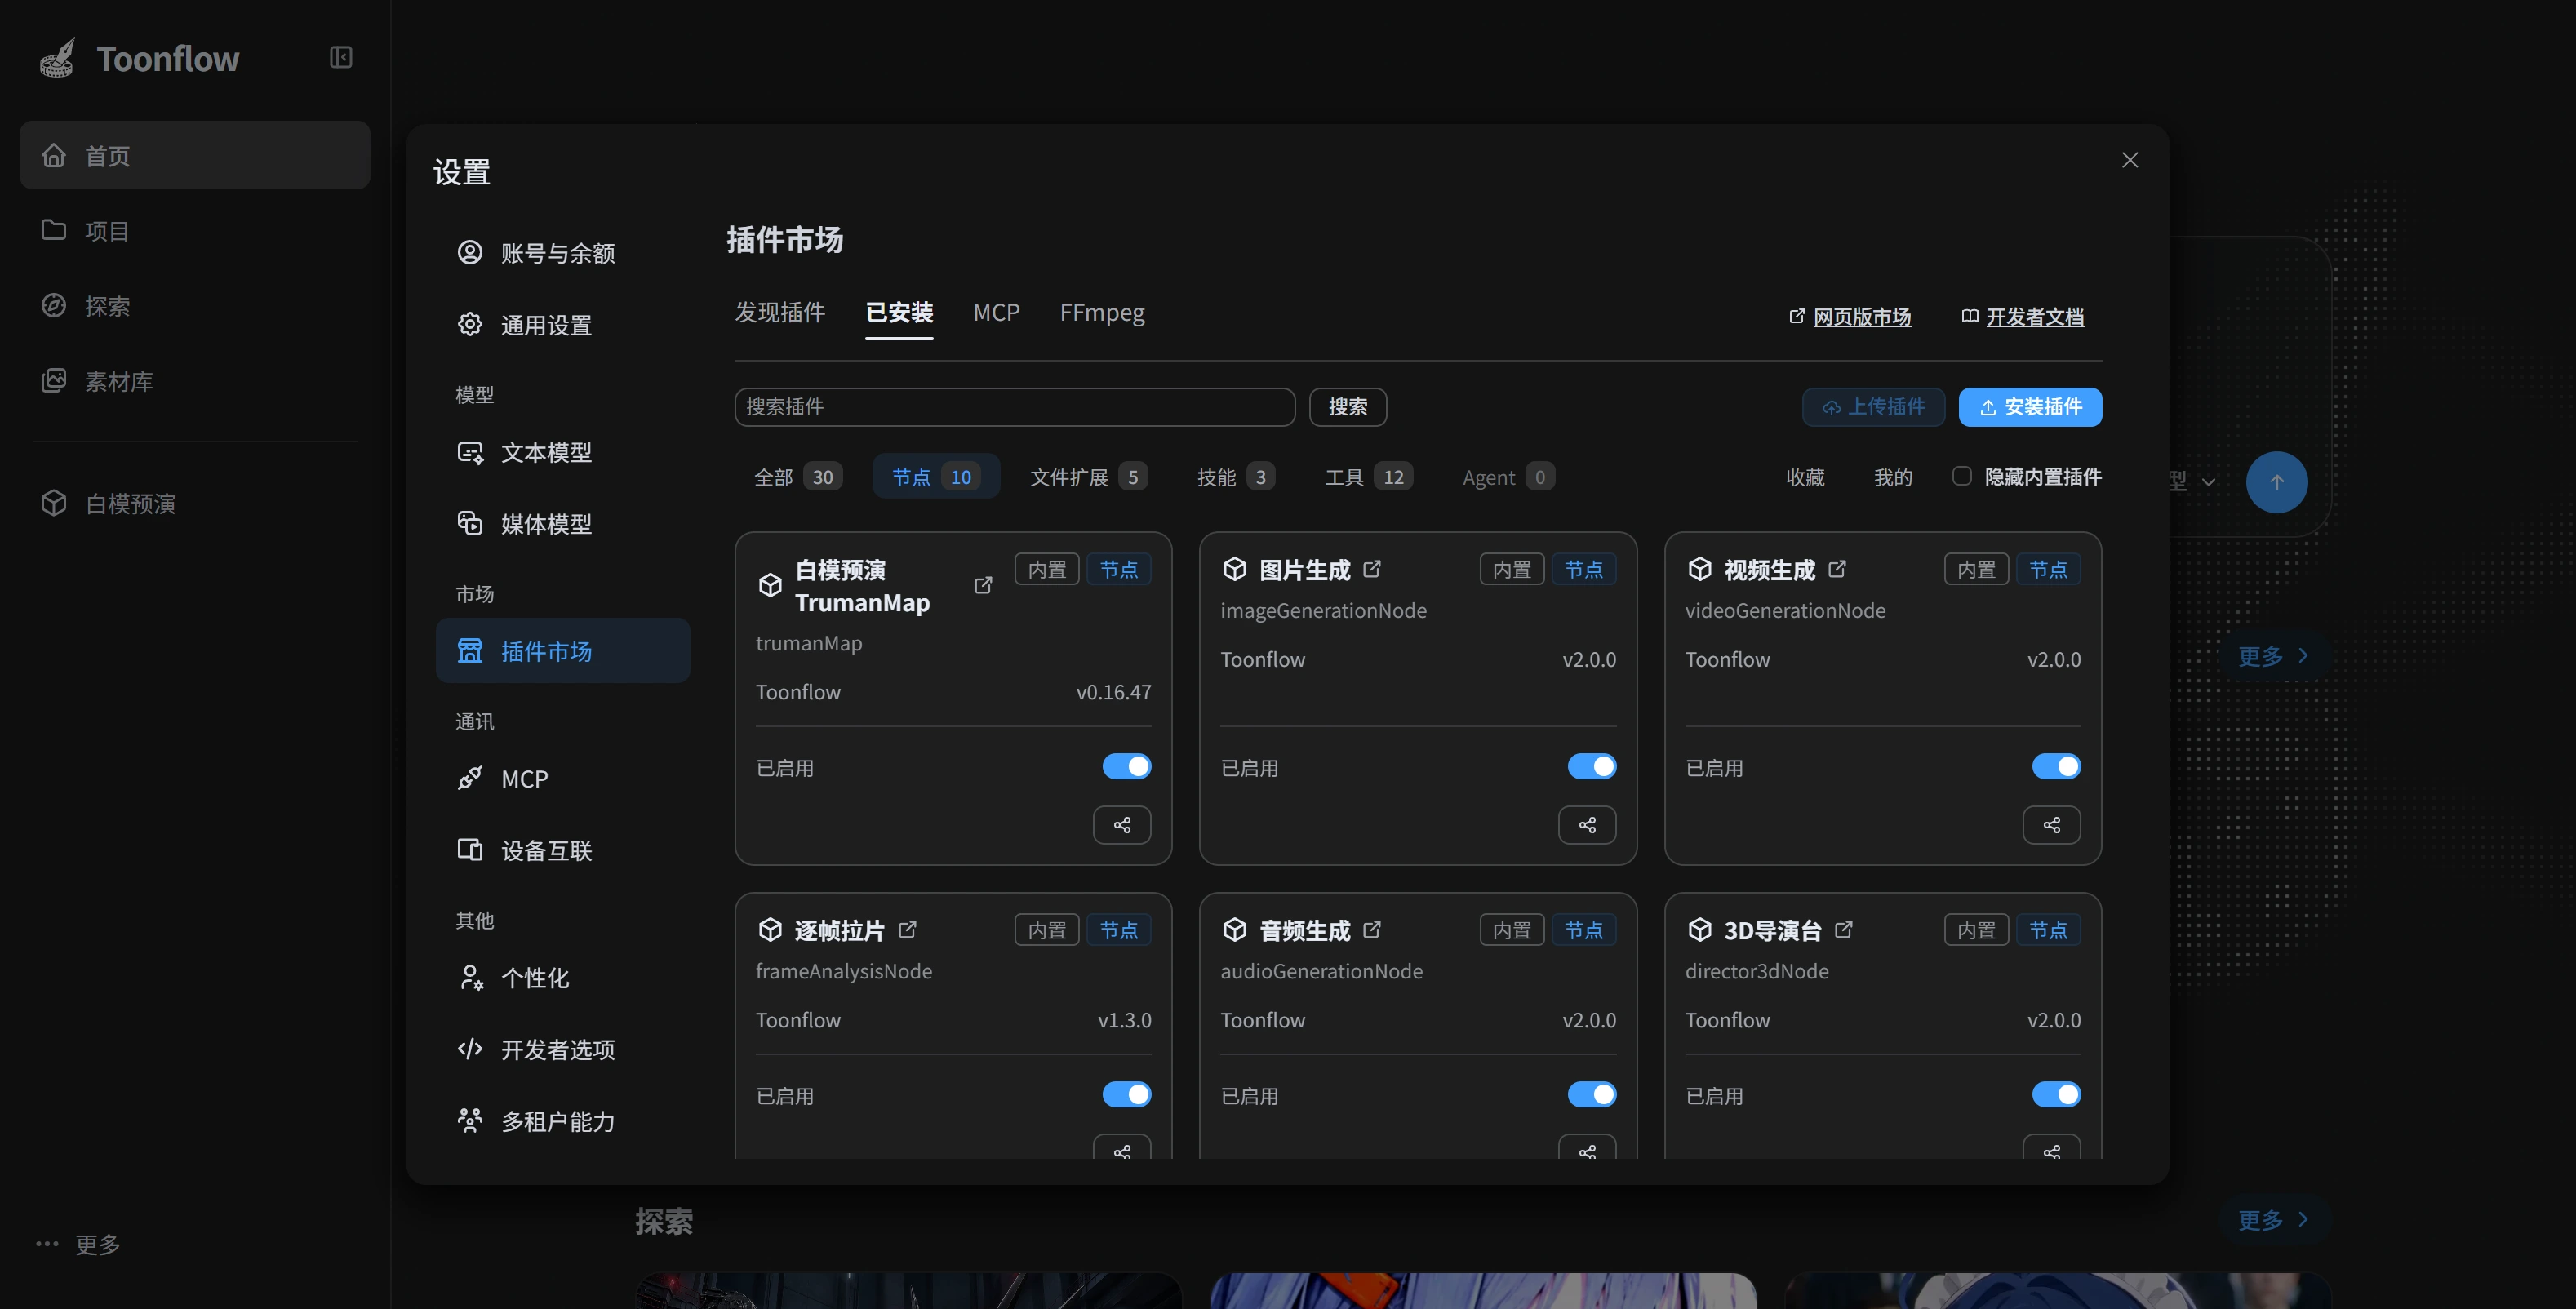 Toonflow
首页
项目
探索
素材库
白模预演
更多
设置
账号与余额
通用设置
模型
文本模型
媒体模型
市场
插件市场
通讯
MCP
设备互联
其他
个性化
开发者选项
多租户能力
插件市场
发现插件 已安装 MCP FFmpeg
网页版市场 开发者文档
搜索插件 搜索 上传插件 安装插件
全部 30 节点 10 文件扩展 5 技能 3 工具 12 Agent 0 收藏 我的 隐藏内置插件
白模预演
TrumanMap
内置 节点
trumanMap
Toonflow v0.16.47
已启用
图片生成 内置 节点
imageGenerationNode
Toonflow v2.0.0
已启用
视频生成 内置 节点
videoGenerationNode
Toonflow v2.0.0
已启用
逐帧拉片 内置 节点
frameAnalysisNode
Toonflow v1.3.0
已启用
音频生成 内置 节点
audioGenerationNode
Toonflow v2.0.0
已启用
3D导演台 内置 节点
director3dNode
Toonflow v2.0.0
已启用
型
更多
探索
更多